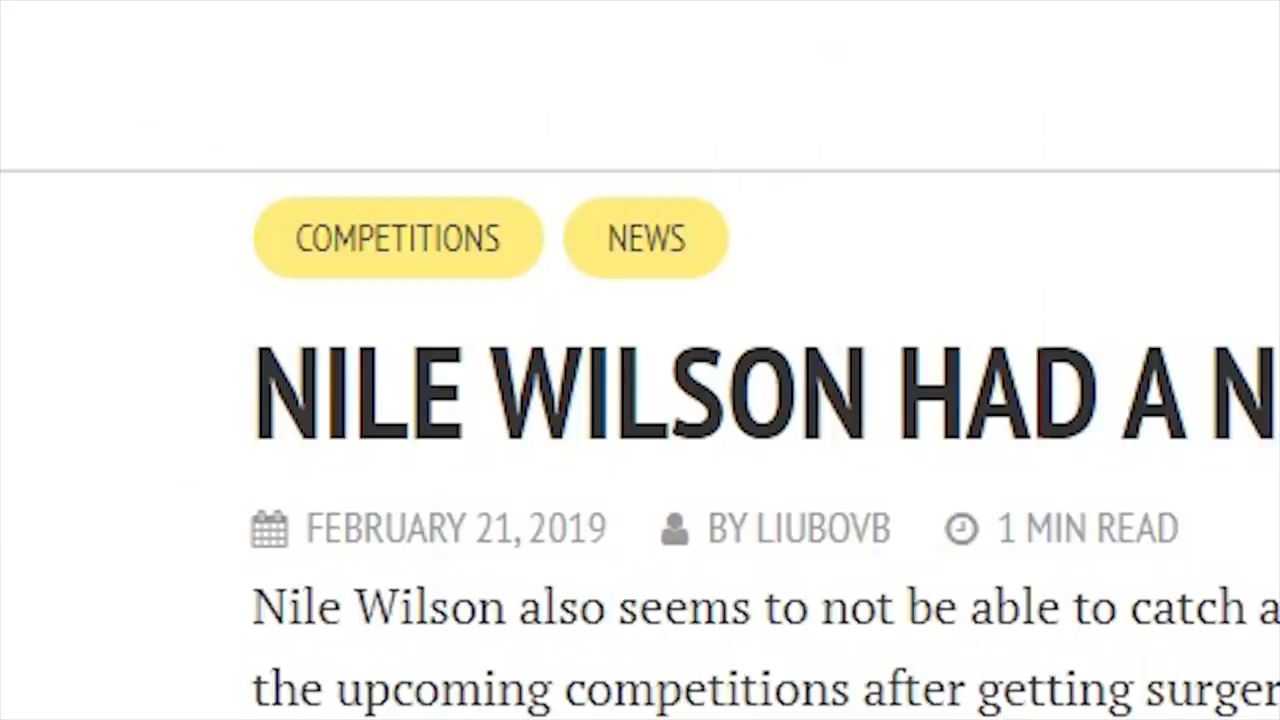 COMPETITIONS NEWS
NILE WILSON HAD A N
FEBRUARY 21, 2019 BY LIUBOVB 1 MIN READ
Nile Wilson also seems to not be able to catch a
the upcoming competitions after getting surger